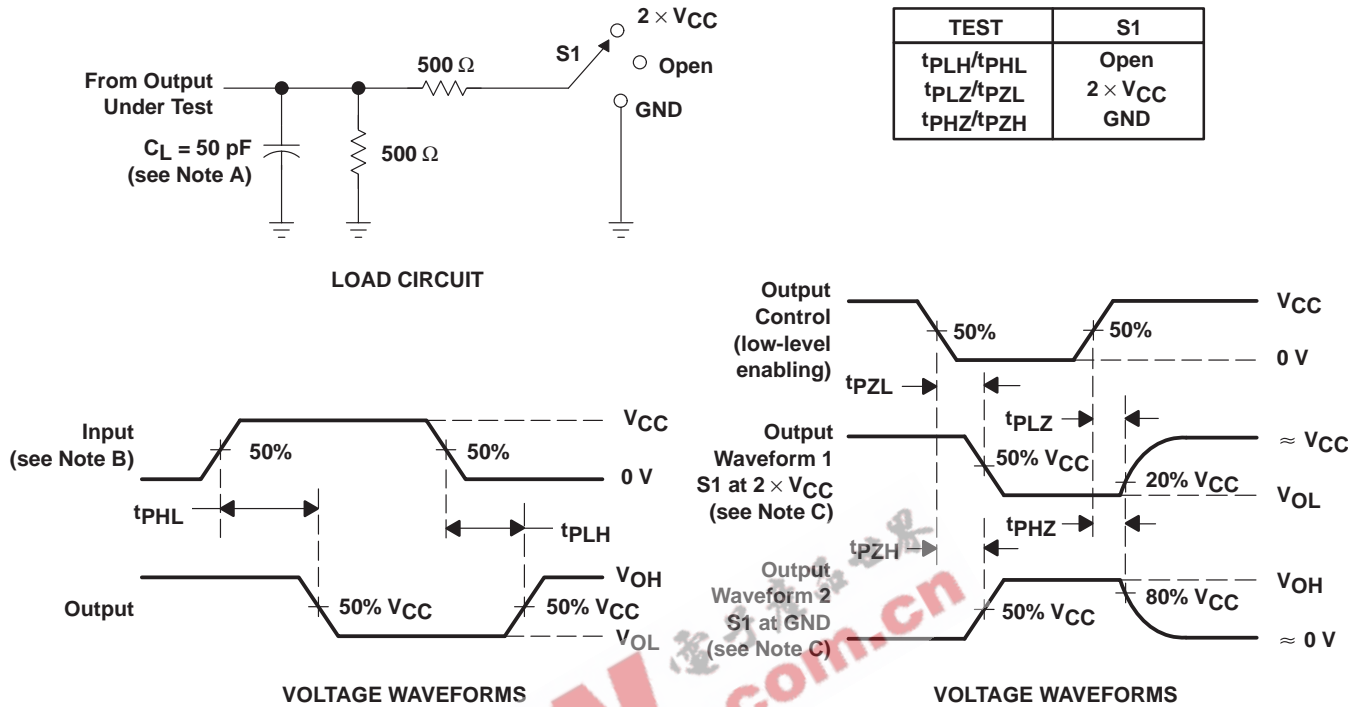 2 × VCC
S1
Open
GND
500 Ω
From Output
Under Test
CL = 50 pF
(see Note A)
500 Ω
LOAD CIRCUIT
TEST S1
tPLH/tPHL Open
tPLZ/tPZL 2 × VCC
tPHZ/tPZH GND
Input
(see Note B)
50%
50%
VCC
0 V
tPHL
tPLH
Output
50% VCC
50% VCC
VOH
VOL
VOLTAGE WAVEFORMS
Output
Control
(low-level
enabling)
50%
50%
VCC
0 V
tPZL
tPLZ
Output
Waveform 1
S1 at 2 × VCC
(see Note C)
50% VCC
20% VCC
≈ VCC
VOL
tPZH
tPHZ
Output
Waveform 2
S1 at GND
(see Note C)
50% VCC
80% VCC
VOH
≈ 0 V
VOLTAGE WAVEFORMS
com.cn